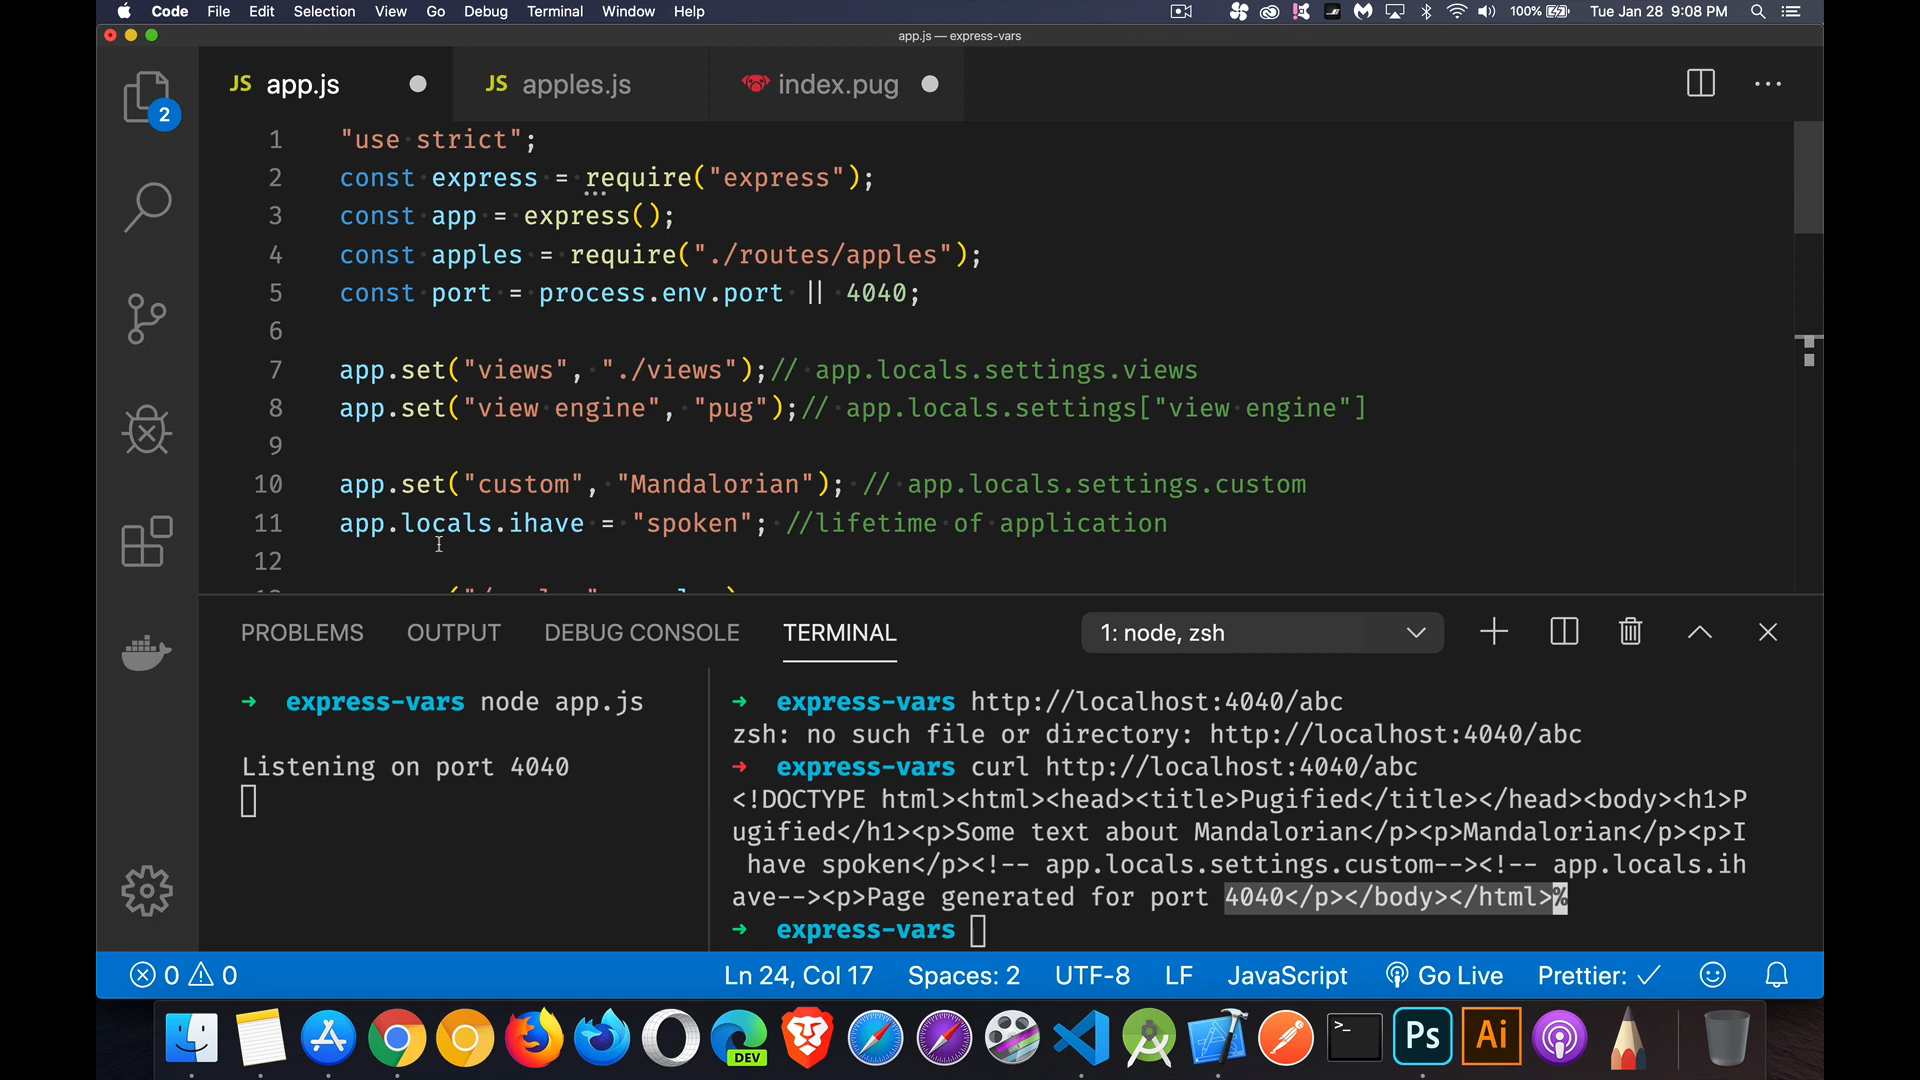 Code File Edit Selection View Go Debug Terminal Window Help 100% Tue Jan 28 9:08 PM
app.js — express-vars
JS app.js JS apples.js index.pug
2
1 "use strict";
2 const express = require("express");
3 const app = express();
4 const apples = require("./routes/apples");
5 const port = process.env.port || 4040;
6
7 app.set("views", "./views");// app.locals.settings.views
8 app.set("view engine", "pug");// app.locals.settings["view engine"]
9
10 app.set("custom", "Mandalorian"); // app.locals.settings.custom
11 app.locals.ihave = "spoken"; //lifetime of application
12
PROBLEMS OUTPUT DEBUG CONSOLE TERMINAL 1: node, zsh
➜ express-vars node app.js
Listening on port 4040
➜ express-vars http://localhost:4040/abc
zsh: no such file or directory: http://localhost:4040/abc
➜ express-vars curl http://localhost:4040/abc
<!DOCTYPE html><html><head><title>Pugified</title></head><body><h1>P
ugified</h1><p>Some text about Mandalorian</p><p>Mandalorian</p><p>I
 have spoken</p><!-- app.locals.settings.custom--><!-- app.locals.ih
ave--><p>Page generated for port 4040</p></body></html>%
➜ express-vars
0 0 Ln 24, Col 17 Spaces: 2 UTF-8 LF JavaScript Go Live Prettier: ✓
DEV >_ Ps Ai